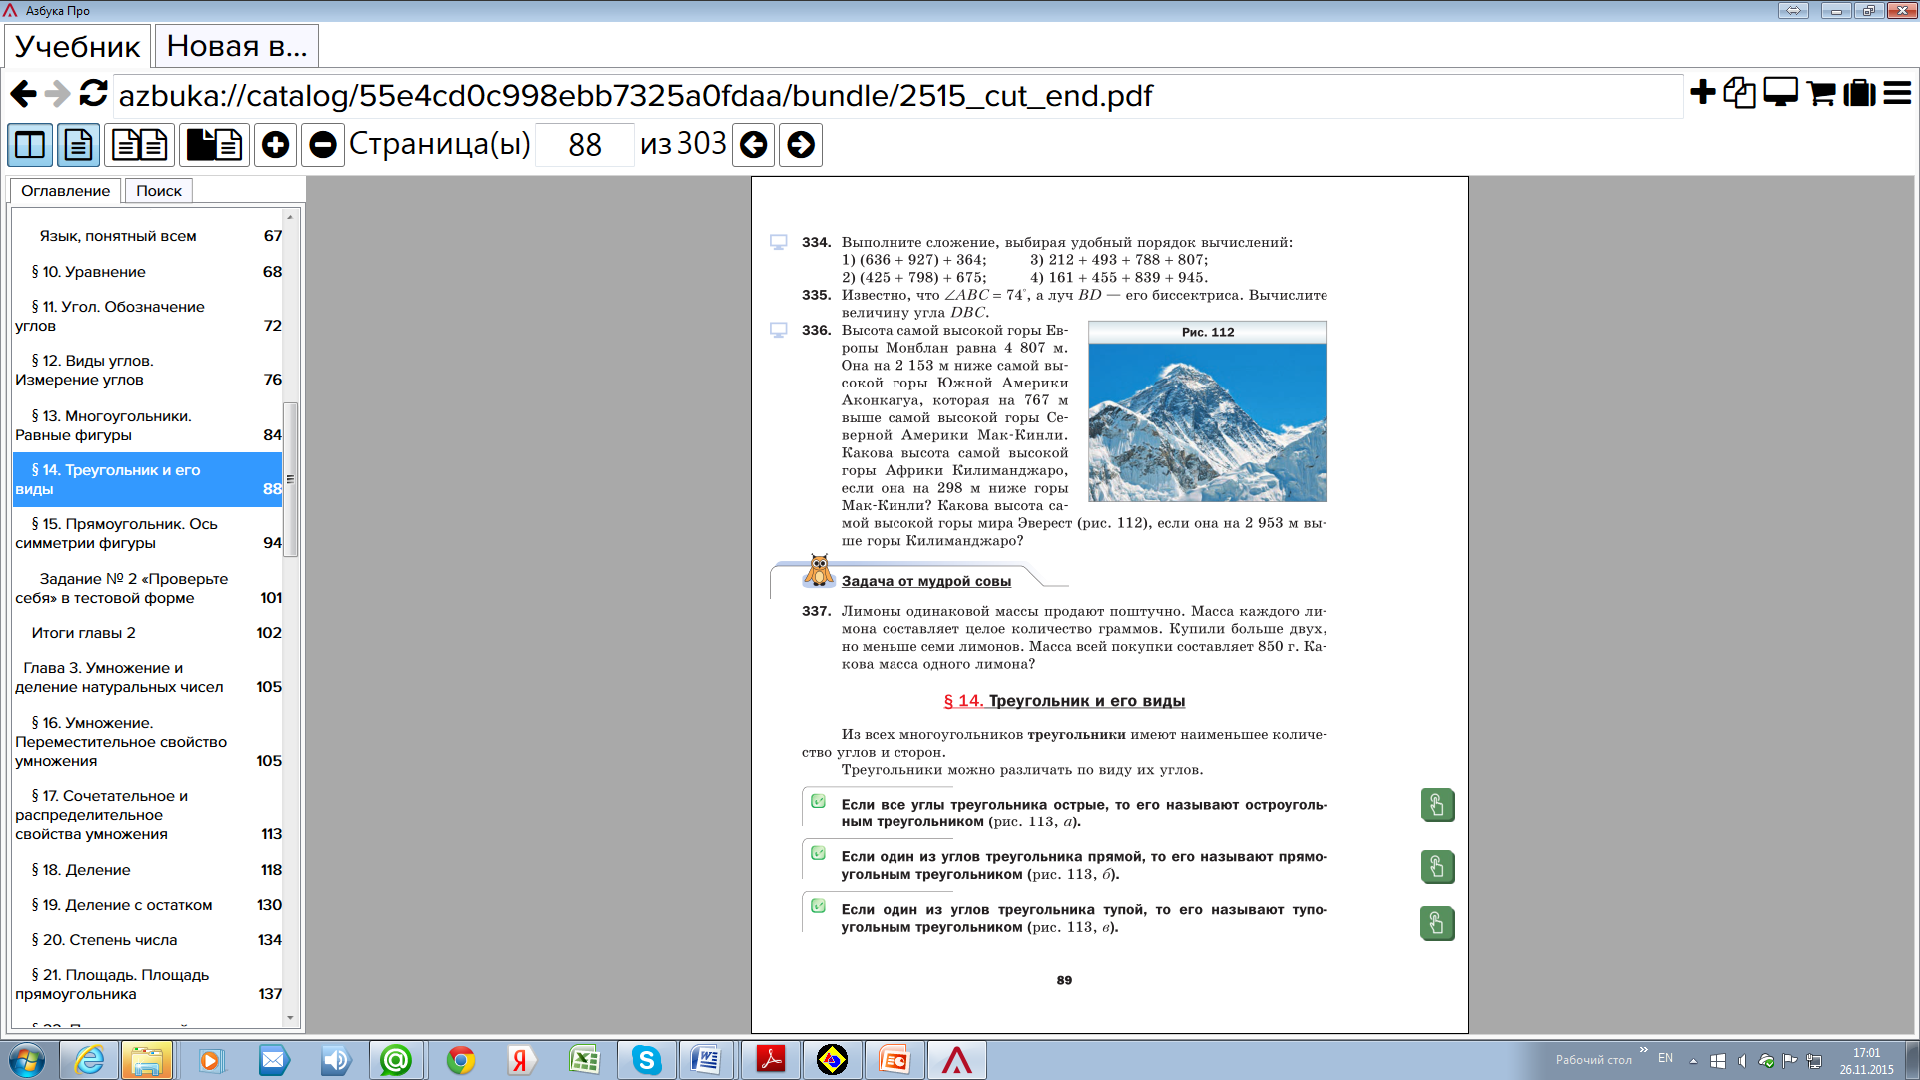 Азбука Про
Учебник
Новая в...
azbuka://catalog/55e4cd0c998ebb7325a0fdaa/bundle/2515_cut_end.pdf
Страница(ы) 88 из 303
Оглавление
Поиск
Язык, понятный всем 67
§ 10. Уравнение 68
§ 11. Угол. Обозначение
углов 72
§ 12. Виды углов.
Измерение углов 76
§ 13. Многоугольники.
Равные фигуры 84
§ 14. Треугольник и его
виды 88
§ 15. Прямоугольник. Ось
симметрии фигуры 94
Задание № 2 «Проверьте
себя» в тестовой форме 101
Итоги главы 2 102
Глава 3. Умножение и
деление натуральных чисел 105
§ 16. Умножение.
Переместительное свойство
умножения 105
§ 17. Сочетательное и
распределительное
свойства умножения 113
§ 18. Деление 118
§ 19. Деление с остатком 130
§ 20. Степень числа 134
§ 21. Площадь. Площадь
прямоугольника 137
334. Выполните сложение, выбирая удобный порядок вычислений:
1) (636 + 927) + 364; 3) 212 + 493 + 788 + 807;
2) (425 + 798) + 675; 4) 161 + 455 + 839 + 945.
335. Известно, что ∠ABC = 74°, а луч BD — его биссектриса. Вычислите
величину угла DBC.
336. Высота самой высокой горы Ев-
ропы Монблан равна 4 807 м.
Она на 2 153 м ниже самой вы-
сокой горы Южной Америки
Аконкагуа, которая на 767 м
выше самой высокой горы Се-
верной Америки Мак-Кинли.
Какова высота самой высокой
горы Африки Килиманджаро,
если она на 298 м ниже горы
Мак-Кинли? Какова высота са-
мой высокой горы мира Эверест (рис. 112), если она на 2 953 м вы-
ше горы Килиманджаро?
Рис. 112
Задача от мудрой совы
337. Лимоны одинаковой массы продают поштучно. Масса каждого ли-
мона составляет целое количество граммов. Купили больше двух,
но меньше семи лимонов. Масса всей покупки составляет 850 г. Ка-
кова масса одного лимона?
§ 14. Треугольник и его виды
Из всех многоугольников треугольники имеют наименьшее количе-
ство углов и сторон.
Треугольники можно различать по виду их углов.
Если все углы треугольника острые, то его называют остроуголь-
ным треугольником (рис. 113, а).
Если один из углов треугольника прямой, то его называют прямо-
угольным треугольником (рис. 113, б).
Если один из углов треугольника тупой, то его называют тупо-
угольным треугольником (рис. 113, в).
89
Рабочий стол
EN
17:01
26.11.2015